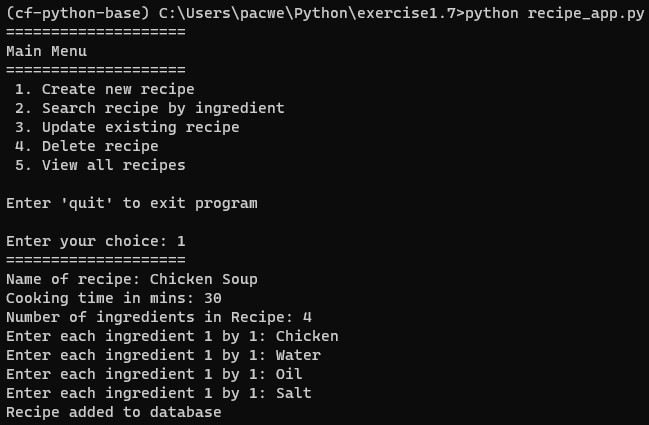 (cf-python-base) C:\Users\pacwe\Python\exercise1.7>python recipe_app.py
====================
Main Menu
====================
 1. Create new recipe
 2. Search recipe by ingredient
 3. Update existing recipe
 4. Delete recipe
 5. View all recipes

Enter 'quit' to exit program

Enter your choice: 1
====================
Name of recipe: Chicken Soup
Cooking time in mins: 30
Number of ingredients in Recipe: 4
Enter each ingredient 1 by 1: Chicken
Enter each ingredient 1 by 1: Water
Enter each ingredient 1 by 1: Oil
Enter each ingredient 1 by 1: Salt
Recipe added to database